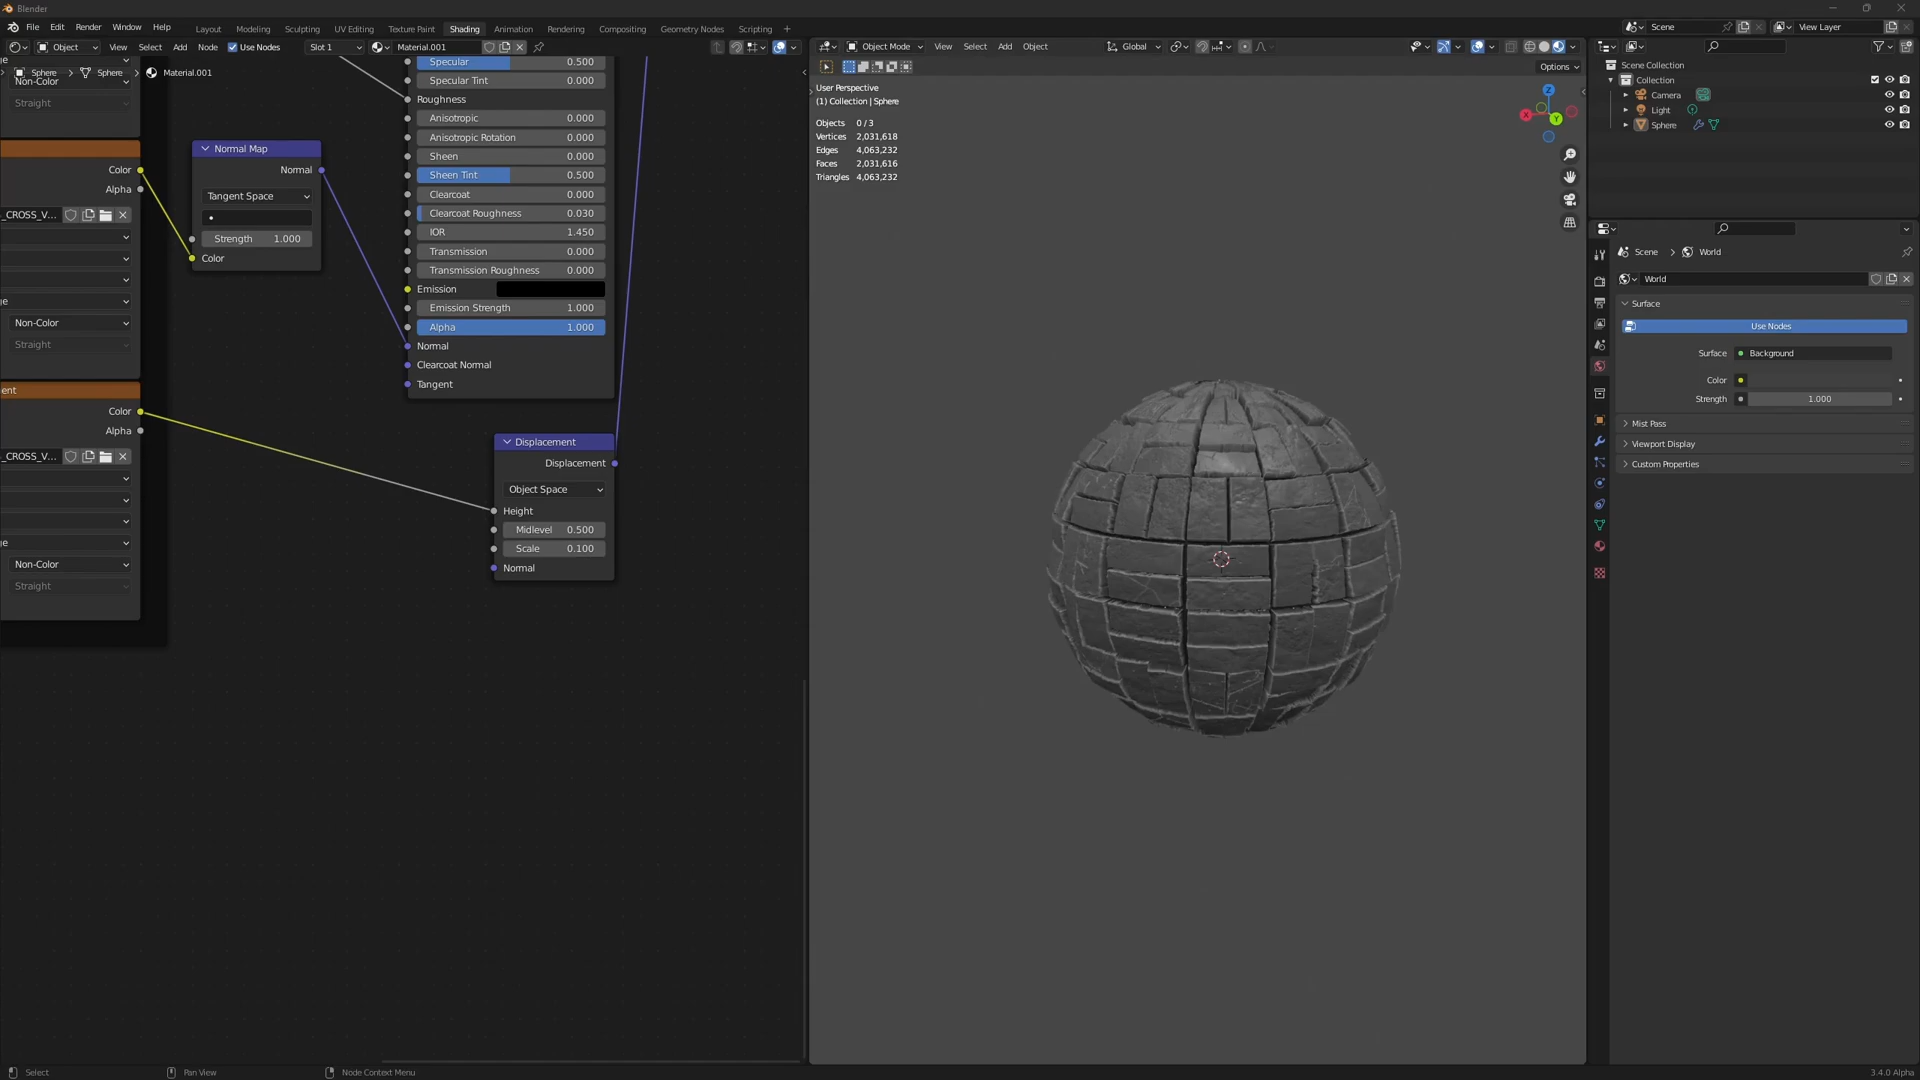 Blender
File Edit Render Window Help Layout Modeling Sculpting UV Editing Texture Paint Shading Animation Rendering Compositing Geometry Nodes Scripting + Scene View Layer
Object View Select Add Node Use Nodes Slot 1 Material.001
Sphere > Sphere > Material.001
Non-Color
Straight
Color
Alpha
_CROSS_V...
ge
Non-Color
Straight
ent
Color
Alpha
_CROSS_V...
ge
Non-Color
Straight
Normal Map
Normal
Tangent Space
Strength 1.000
Color
Specular 0.500
Specular Tint 0.000
Roughness
Anisotropic 0.000
Anisotropic Rotation 0.000
Sheen 0.000
Sheen Tint 0.500
Clearcoat 0.000
Clearcoat Roughness 0.030
IOR 1.450
Transmission 0.000
Transmission Roughness 0.000
Emission
Emission Strength 1.000
Alpha 1.000
Normal
Clearcoat Normal
Tangent
Displacement
Displacement
Object Space
Height
Midlevel 0.500
Scale 0.100
Normal
Object Mode View Select Add Object Global
Options
User Perspective
(1) Collection | Sphere
Objects 0 / 3
Vertices 2,031,618
Edges 4,063,232
Faces 2,031,616
Triangles 4,063,232
Z
X
Y
Scene Collection
Collection
Camera
Light
Sphere
Scene > World
World
Surface
Use Nodes
Surface Background
Color
Strength 1.000
Mist Pass
Viewport Display
Custom Properties
Select Pan View Node Context Menu 3.4.0 Alpha